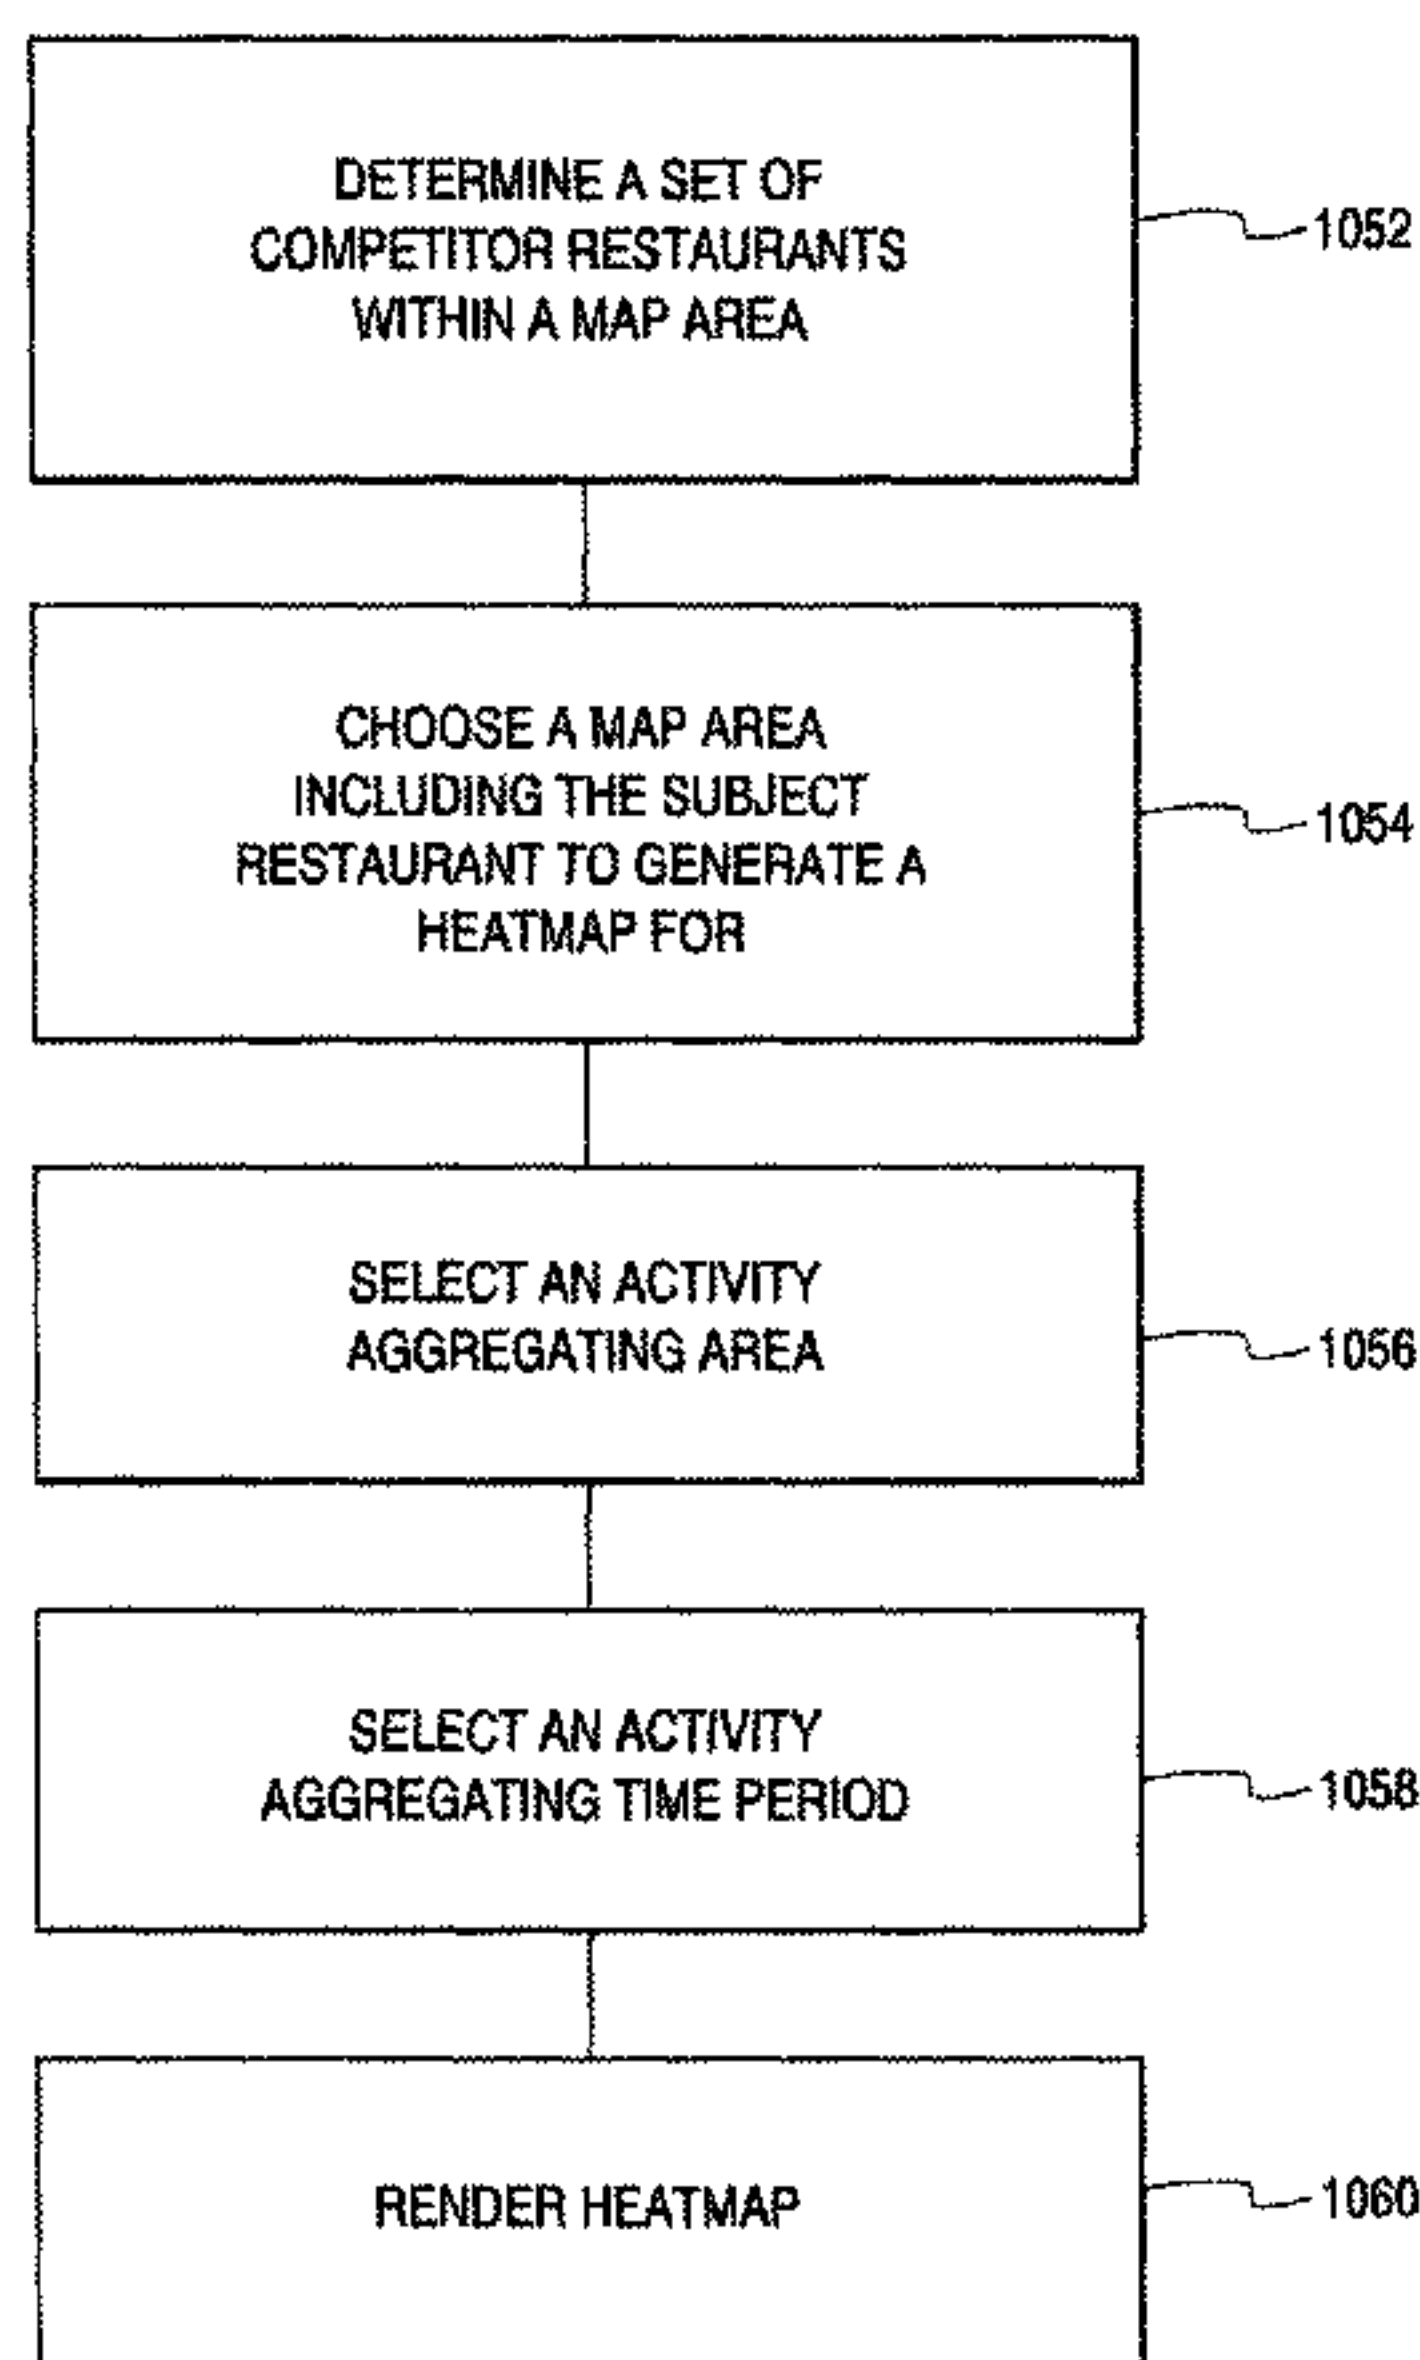 DETERMINE A SET OF
COMPETITOR RESTAURANTS
WITHIN A MAP AREA
1052
CHOOSE A MAP AREA
INCLUDING THE SUBJECT
RESTAURANT TO GENERATE A
HEATMAP FOR
1054
SELECT AN ACTIVITY
AGGREGATING AREA
1056
SELECT AN ACTIVITY
AGGREGATING TIME PERIOD
1058
RENDER HEATMAP
1060